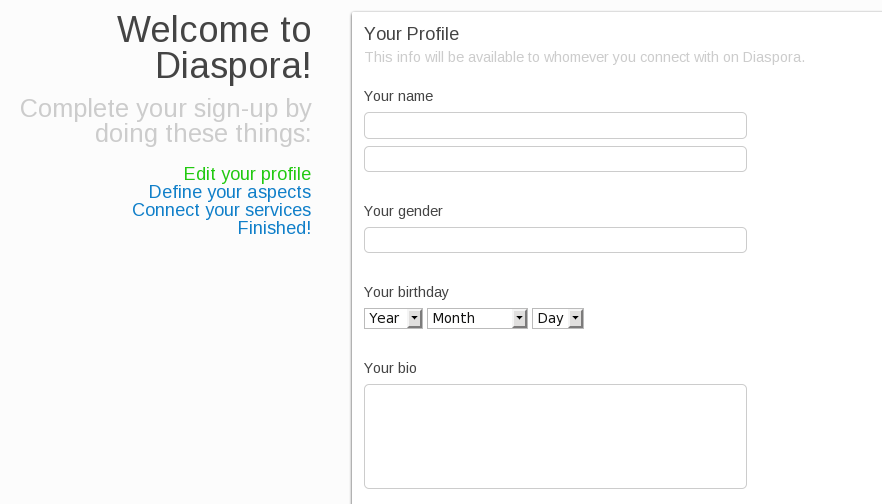 Welcome to
Diaspora!
Complete your sign-up by
doing these things:
Edit your profile
Define your aspects
Connect your services
Finished!
Your Profile
This info will be available to whomever you connect with on Diaspora.
Your name
Your gender
Your birthday
Year Month Day
Your bio